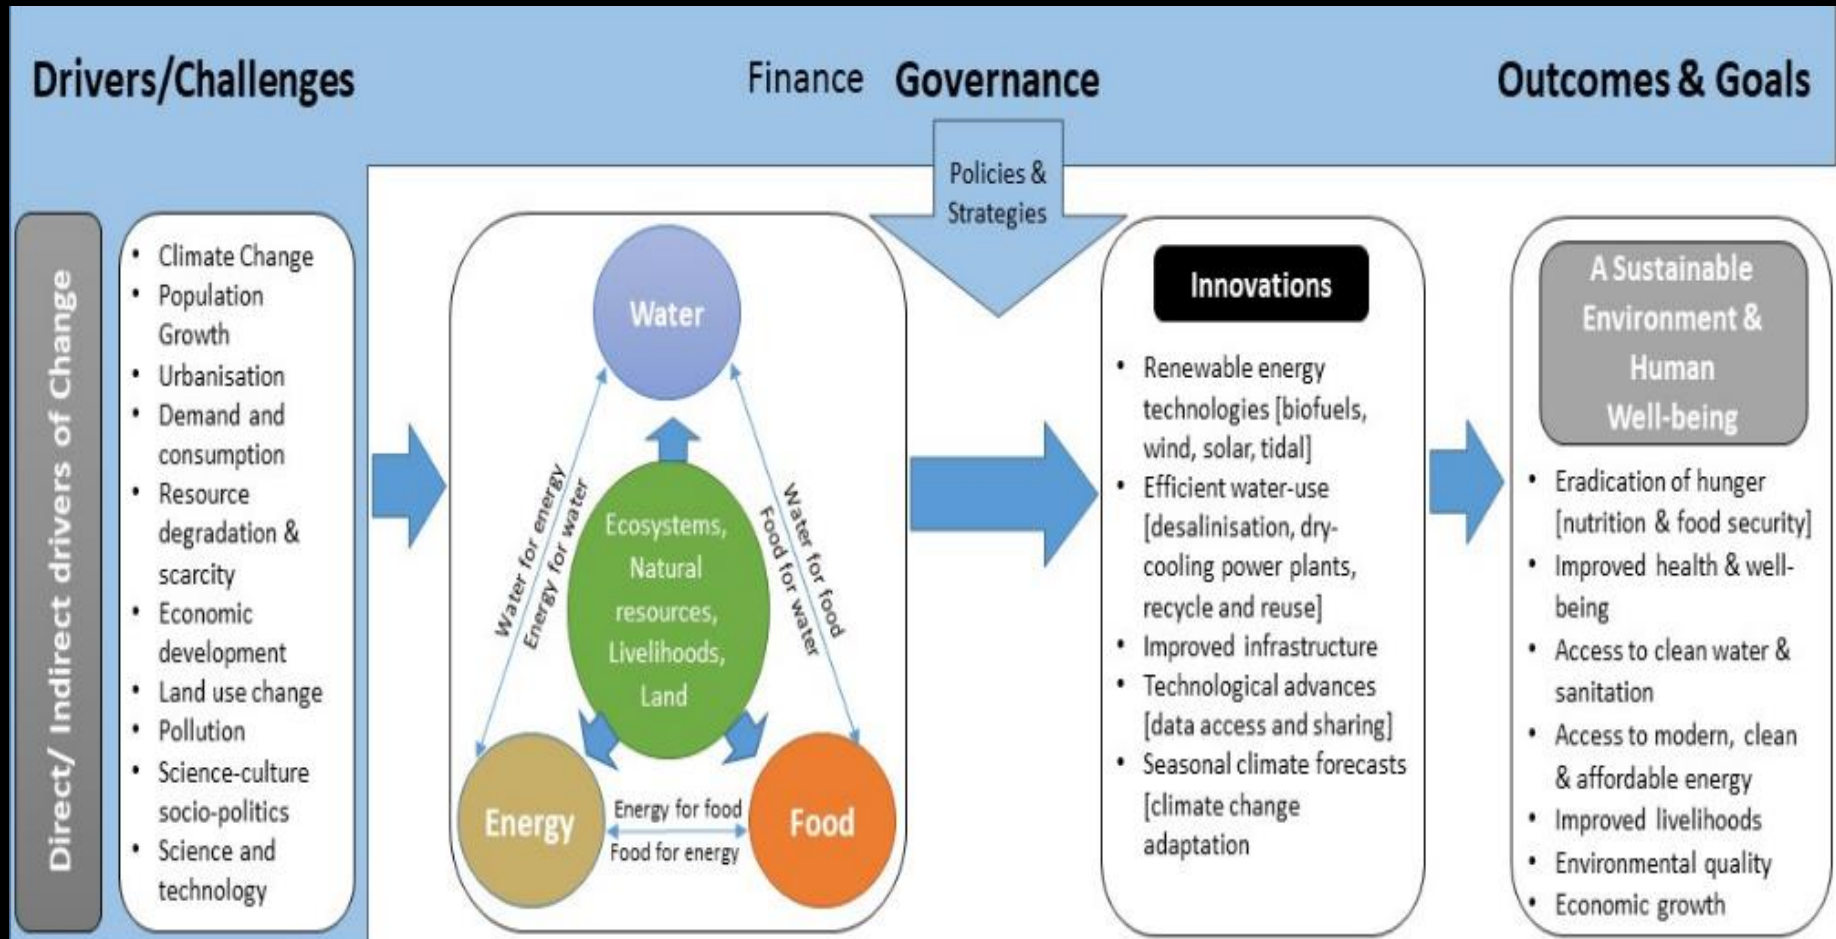 Drivers/Challenges
Finance Governance
Outcomes & Goals
Policies &
Strategies
Direct/ Indirect drivers of Change
• Climate Change
• Population
Growth
• Urbanisation
• Demand and
consumption
• Resource
degradation &
scarcity
• Economic
development
• Land use change
• Pollution
• Science-culture
socio-politics
• Science and
technology
Water
Water for energy
Energy for water
Ecosystems,
Natural
resources,
Livelihoods,
Land
Water for food
Food for water
Energy
Energy for food
Food for energy
Food
Innovations
• Renewable energy
technologies [biofuels,
wind, solar, tidal]
• Efficient water-use
[desalinisation, dry-
cooling power plants,
recycle and reuse]
• Improved infrastructure
• Technological advances
[data access and sharing]
• Seasonal climate forecasts
[climate change
adaptation
A Sustainable
Environment &
Human
Well-being
• Eradication of hunger
[nutrition & food security]
• Improved health & well-
being
• Access to clean water &
sanitation
• Access to modern, clean
& affordable energy
• Improved livelihoods
• Environmental quality
• Economic growth